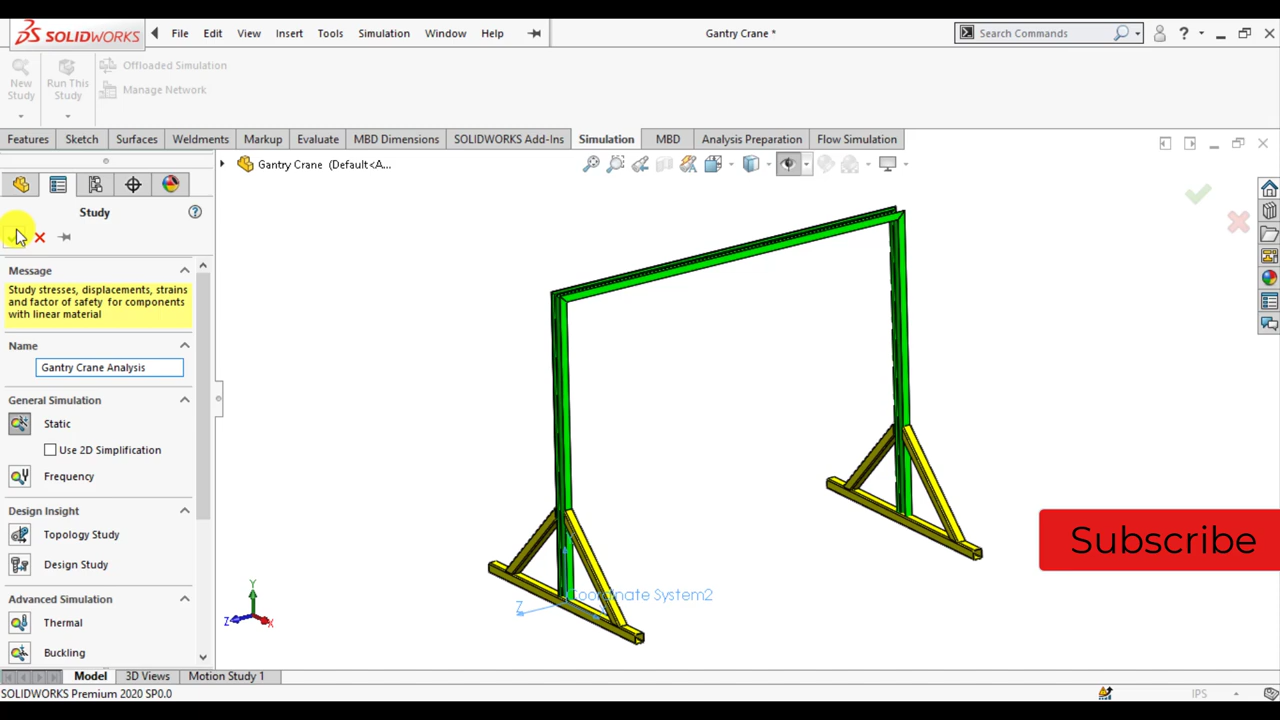 SOLIDWORKS File Edit View Insert Tools Simulation Window Help Gantry Crane * Search Commands ?
New Study
Run This Study
Offloaded Simulation
Manage Network
Features Sketch Surfaces Weldments Markup Evaluate MBD Dimensions SOLIDWORKS Add-Ins Simulation MBD Analysis Preparation Flow Simulation
Gantry Crane (Default<A...
Study
?
Message
Study stresses, displacements, strains
and factor of safety for components
with linear material
Name
Gantry Crane Analysis
General Simulation
Static
Use 2D Simplification
Frequency
Design Insight
Topology Study
Design Study
Advanced Simulation
Thermal
Buckling
Y
Z
X
Z
Coordinate System2
Subscribe
Model 3D Views Motion Study 1
SOLIDWORKS Premium 2020 SP0.0 IPS